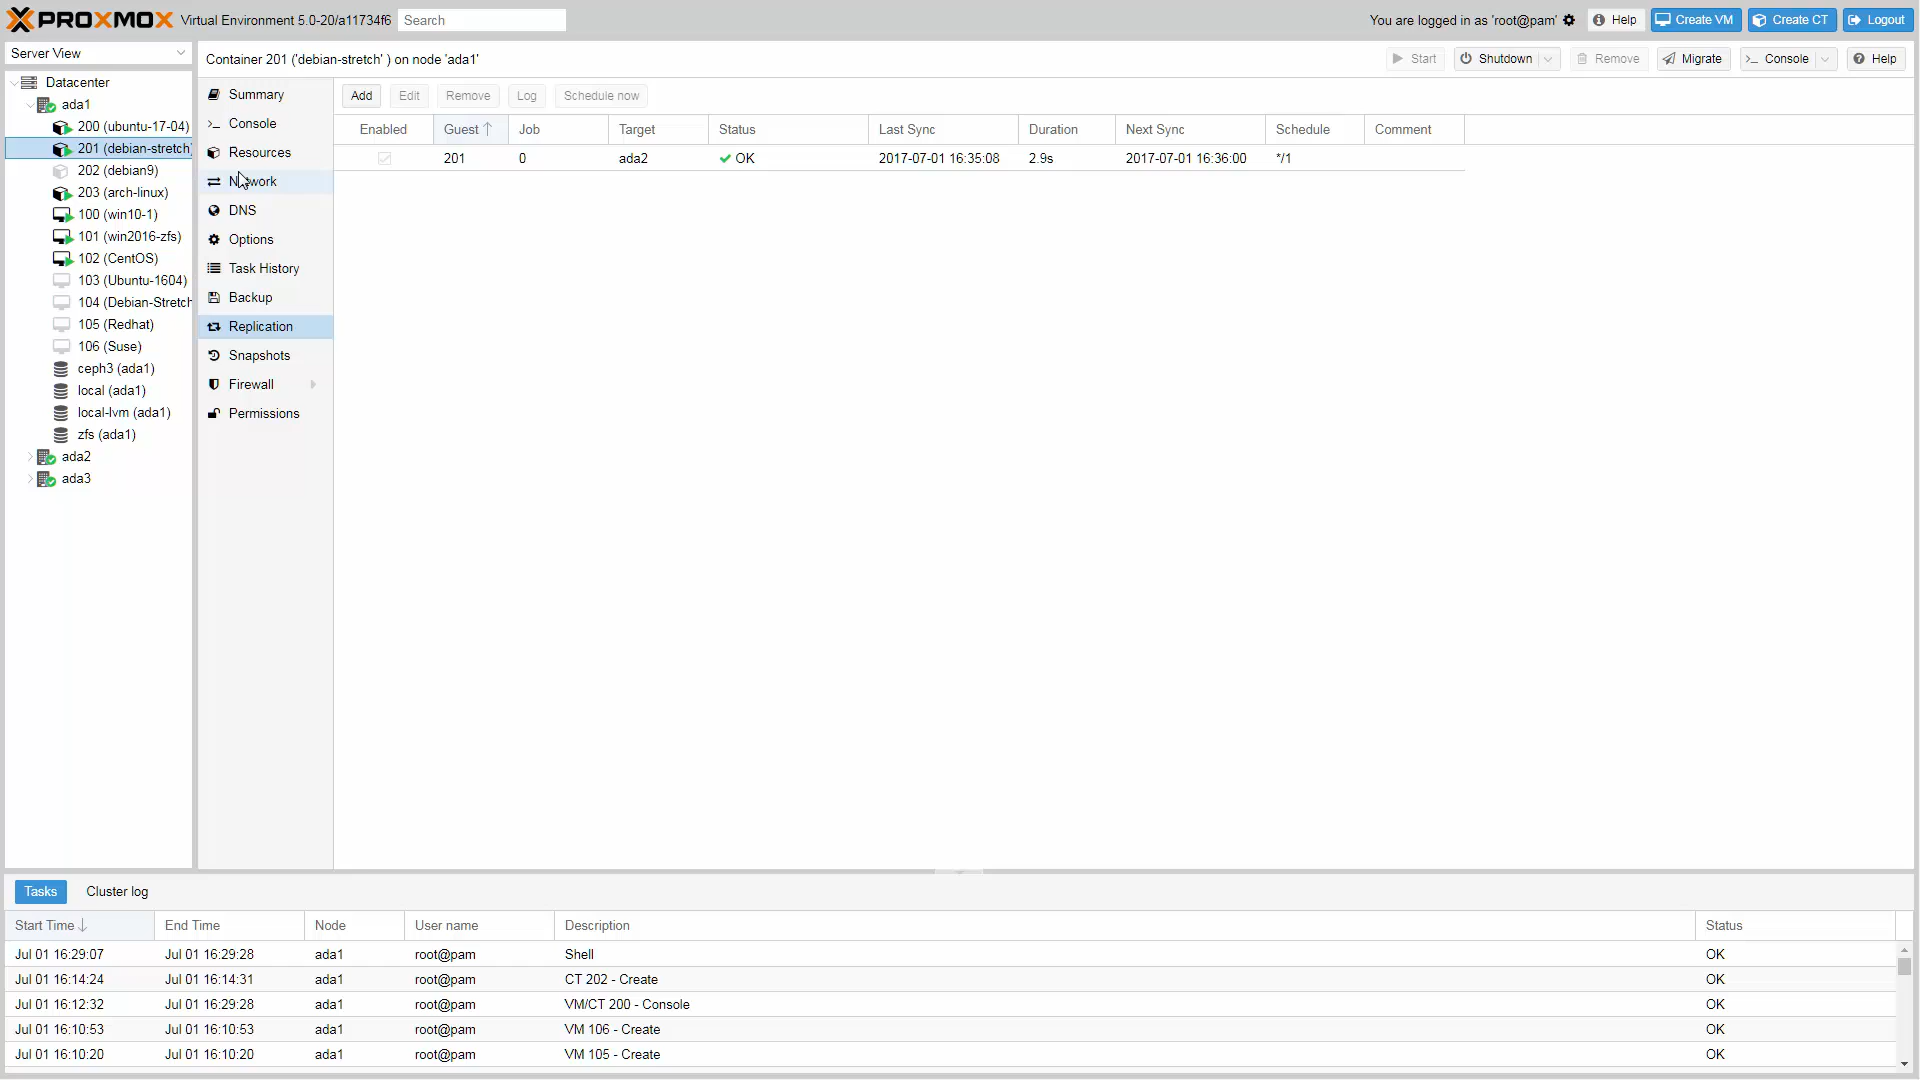 PROXMOX Virtual Environment 5.0-20/a11734f6 Search You are logged in as 'root@pam' Help Create VM Create CT Logout
Server View
Container 201 ('debian-stretch' ) on node 'ada1' Start Shutdown Remove Migrate Console Help
Datacenter
ada1
200 (ubuntu-17-04)
201 (debian-stretch)
202 (debian9)
203 (arch-linux)
100 (win10-1)
101 (win2016-zfs)
102 (CentOS)
103 (Ubuntu-1604)
104 (Debian-Stretch
105 (Redhat)
106 (Suse)
ceph3 (ada1)
local (ada1)
local-lvm (ada1)
zfs (ada1)
ada2
ada3
Summary
Console
Resources
Network
DNS
Options
Task History
Backup
Replication
Snapshots
Firewall
Permissions
Add Edit Remove Log Schedule now
Enabled Guest Job Target Status Last Sync Duration Next Sync Schedule Comment
201 0 ada2 OK 2017-07-01 16:35:08 2.9s 2017-07-01 16:36:00 */1
Tasks Cluster log
Start Time End Time Node User name Description Status
Jul 01 16:29:07 Jul 01 16:29:28 ada1 root@pam Shell OK
Jul 01 16:14:24 Jul 01 16:14:31 ada1 root@pam CT 202 - Create OK
Jul 01 16:12:32 Jul 01 16:29:28 ada1 root@pam VM/CT 200 - Console OK
Jul 01 16:10:53 Jul 01 16:10:53 ada1 root@pam VM 106 - Create OK
Jul 01 16:10:20 Jul 01 16:10:20 ada1 root@pam VM 105 - Create OK